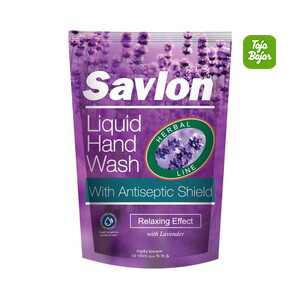 Taja
Bajar
Savlon
Liquid
Hand
Wash
HERBAL
LINE
With Antiseptic Shield
Relaxing Effect
with Lavender